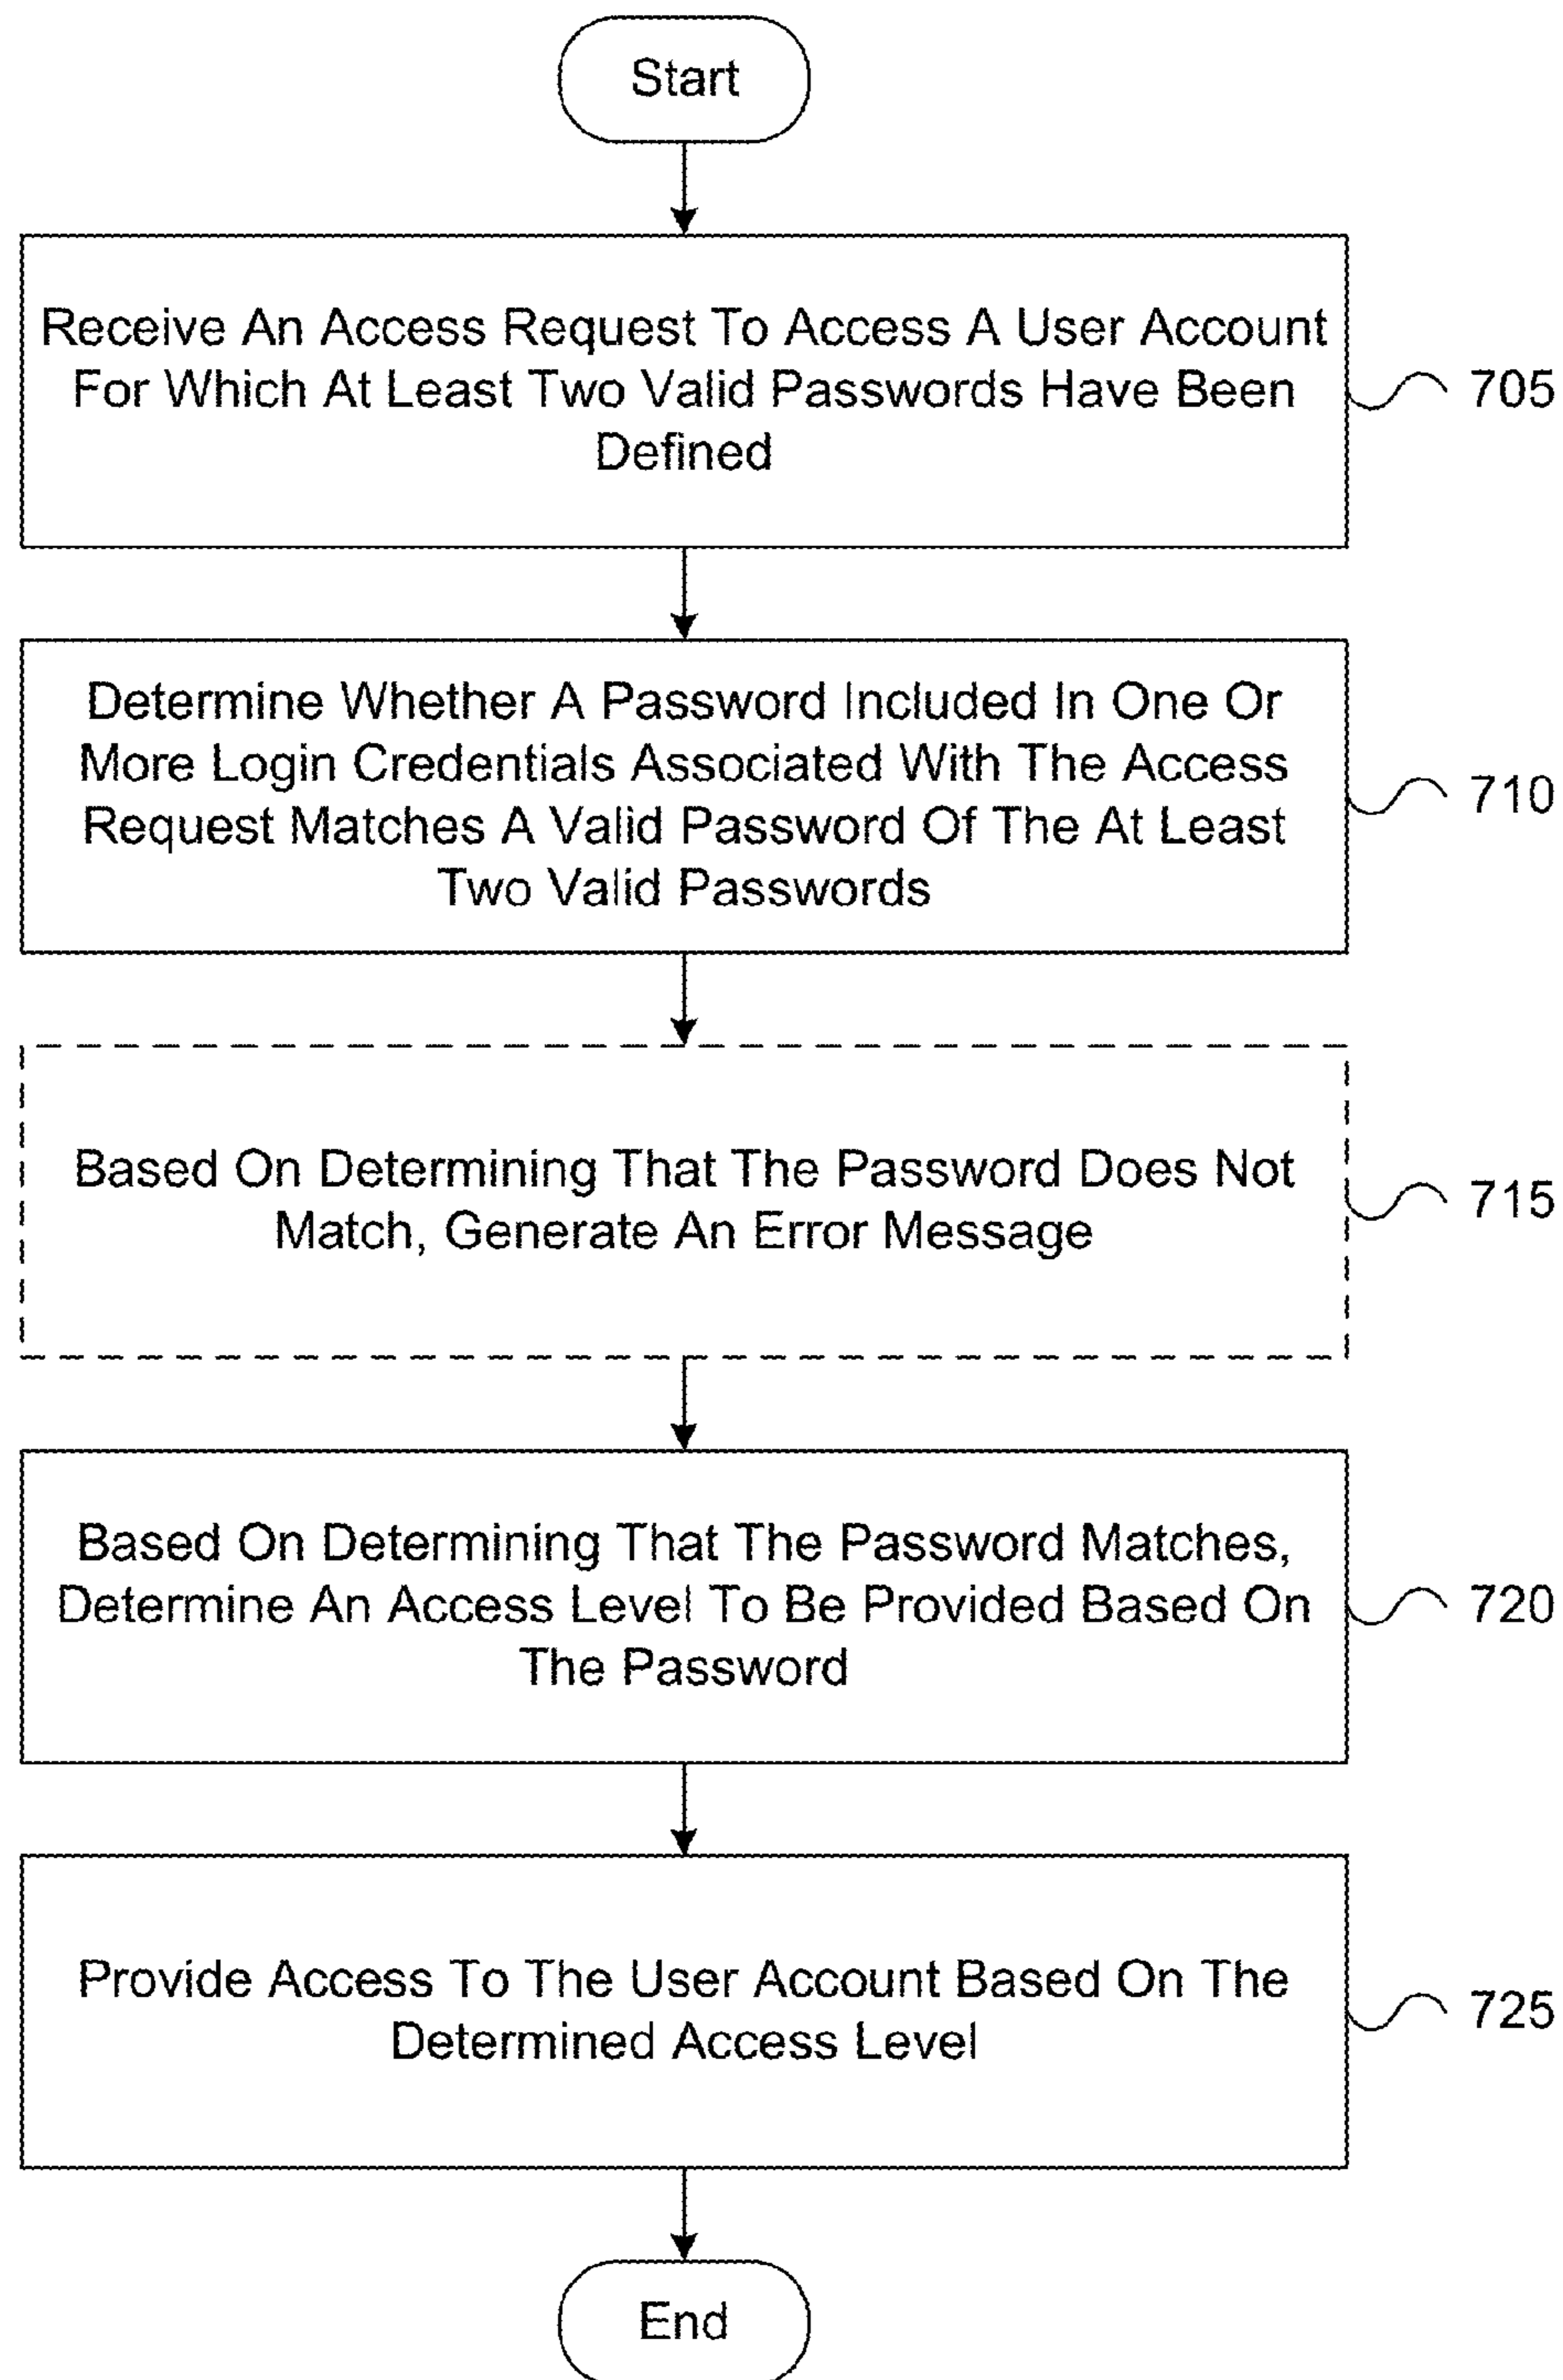 Start
Receive An Access Request To Access A User Account
For Which At Least Two Valid Passwords Have Been
Defined
705
Determine Whether A Password Included In One Or
More Login Credentials Associated With The Access
Request Matches A Valid Password Of The At Least
Two Valid Passwords
710
Based On Determining That The Password Does Not
Match, Generate An Error Message
715
Based On Determining That The Password Matches,
Determine An Access Level To Be Provided Based On
The Password
720
Provide Access To The User Account Based On The
Determined Access Level
725
End